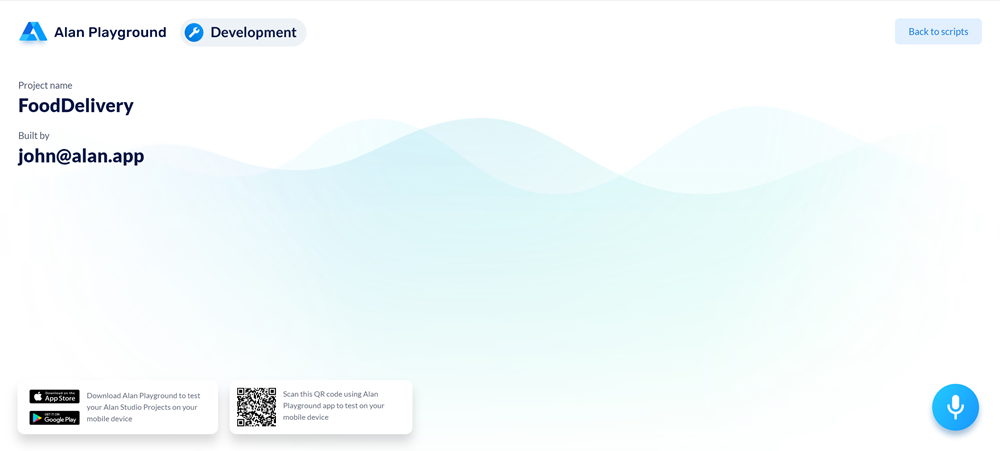 Alan Playground
Development
Back to scripts
Project name
FoodDelivery
Built by
john@alan.app
Download on the
App Store
GET IT ON
Google Play
Download Alan Playground to test
your Alan Studio Projects on your
mobile device
Scan this QR code using Alan
Playground app to test on your
mobile device